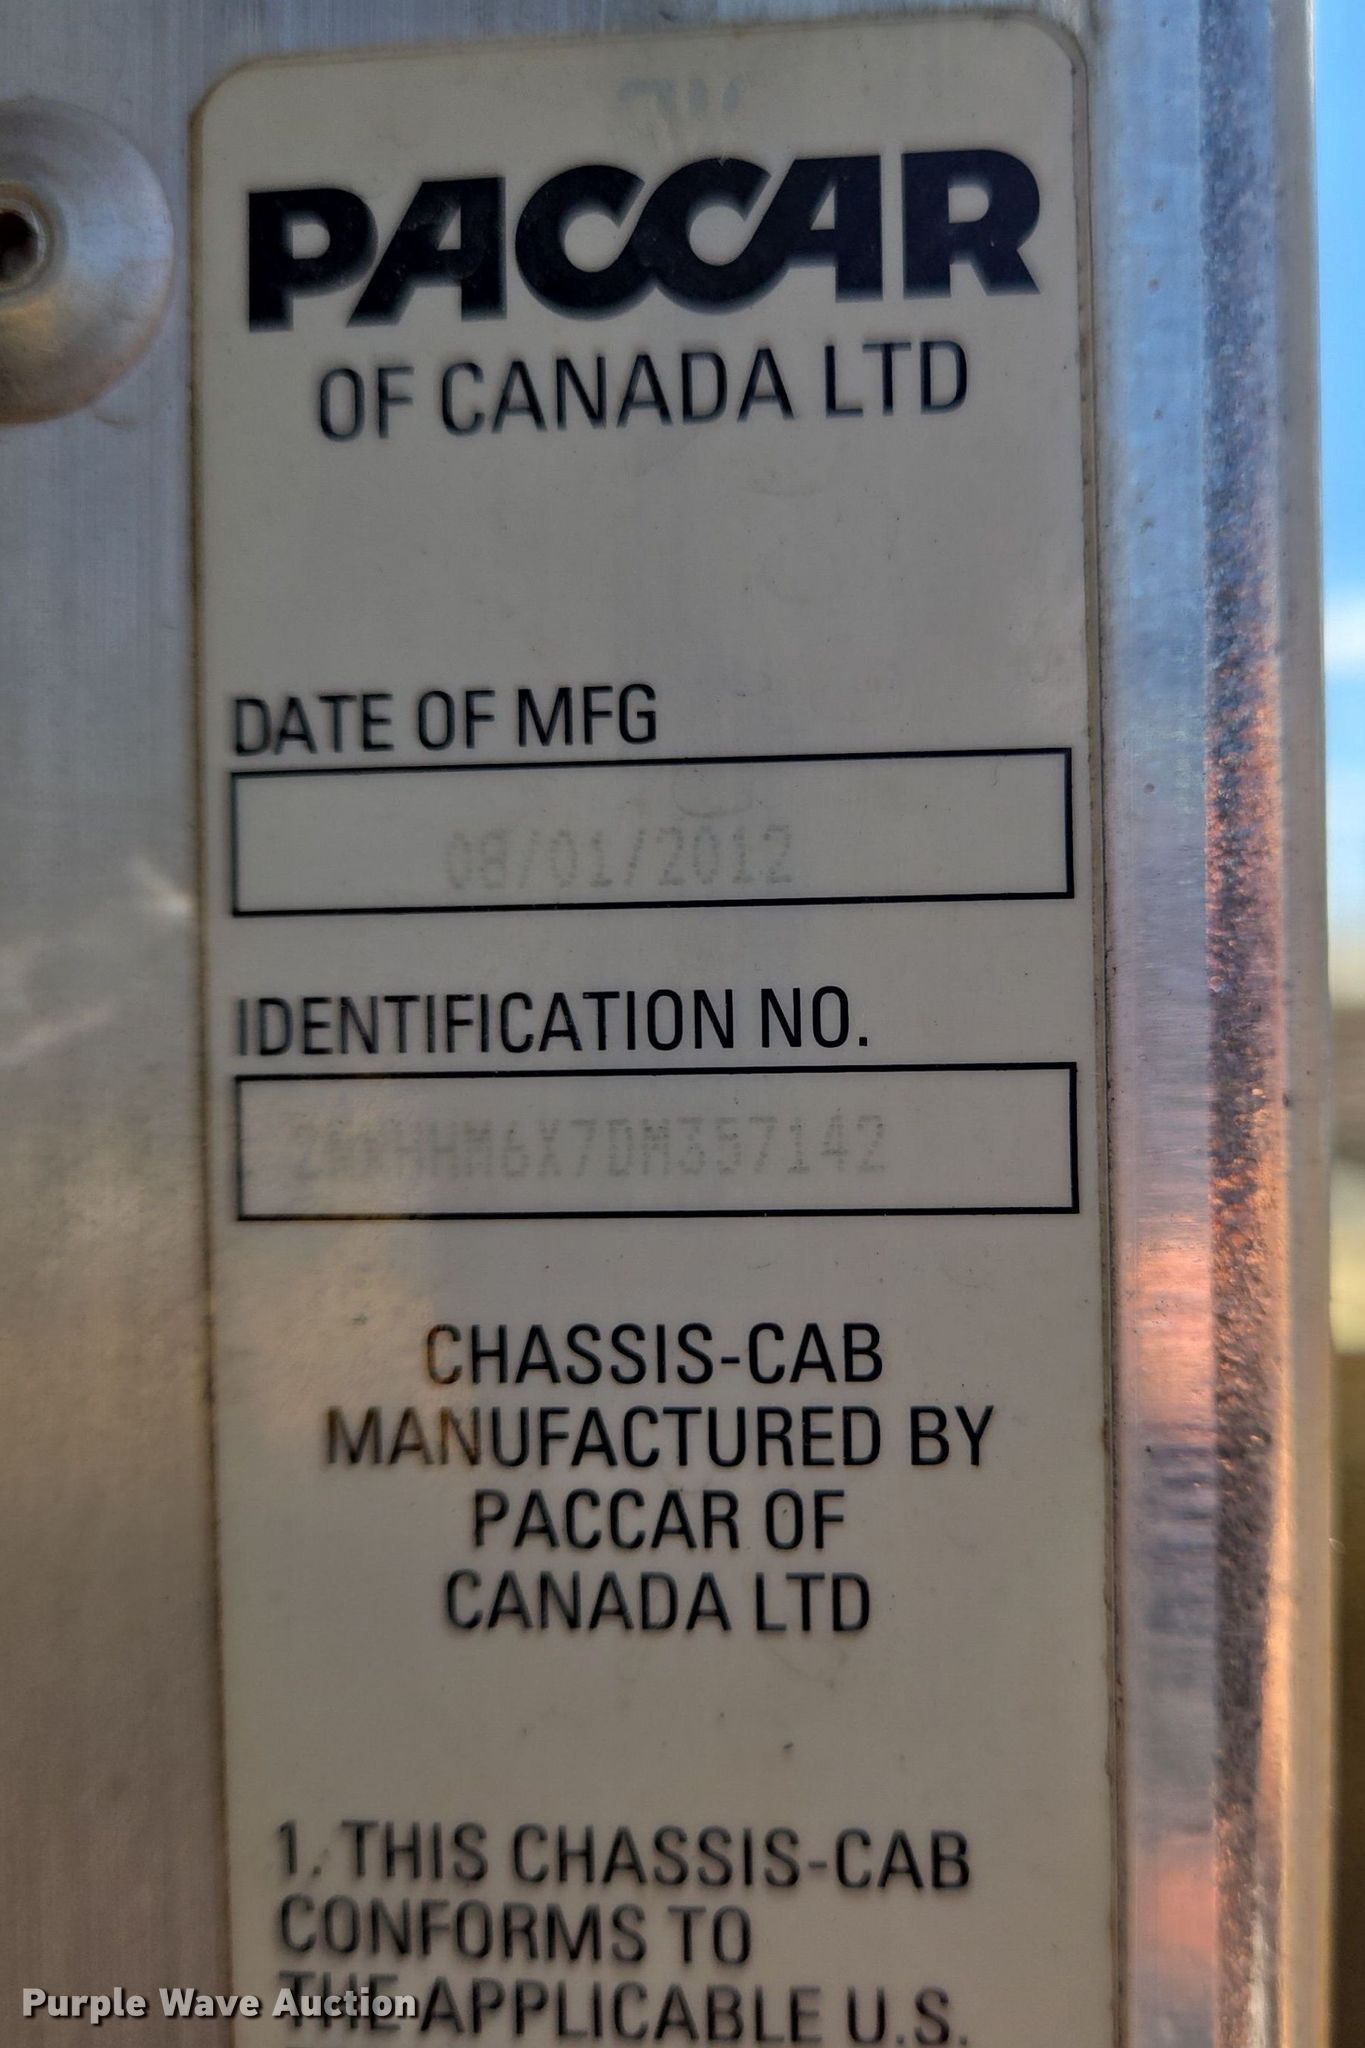 PACCAR
OF CANADA LTD
DATE OF MFG
08/01/2012
IDENTIFICATION NO.
2NKHHM6X7DM357142
CHASSIS-CAB
MANUFACTURED BY
PACCAR OF
CANADA LTD
1. THIS CHASSIS-CAB
CONFORMS TO
THE APPLICABLE U.S.
Purple Wave Auction